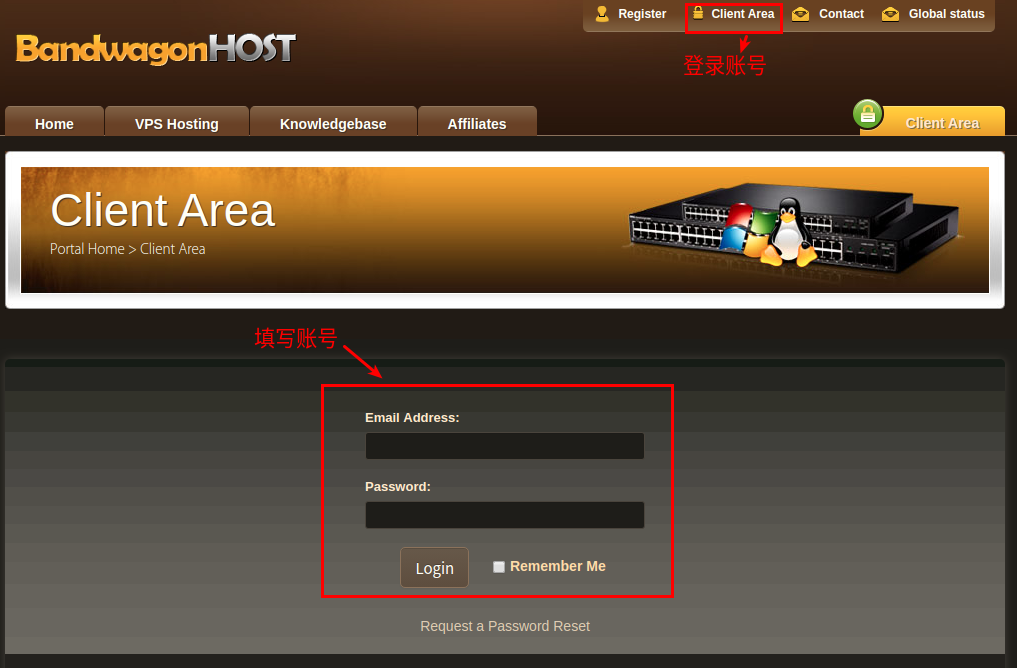 Register
Client Area
Contact
Global status
BandwagonHOST
登录账号
Home
VPS Hosting
Knowledgebase
Affiliates
Client Area
Client Area
Portal Home > Client Area
填写账号
Email Address:
Password:
Login
Remember Me
Request a Password Reset